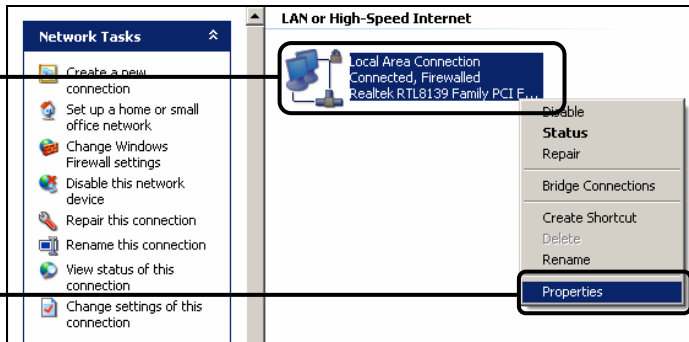 Network Tasks
Create a new
connection
Set up a home or small
office network
Change Windows
Firewall settings
Disable this network
device
Repair this connection
Rename this connection
View status of this
connection
Change settings of this
connection
LAN or High-Speed Internet
Local Area Connection
Connected, Firewalled
Realtek RTL8139 Family PCI F...
Disable
Status
Repair
Bridge Connections
Create Shortcut
Delete
Rename
Properties